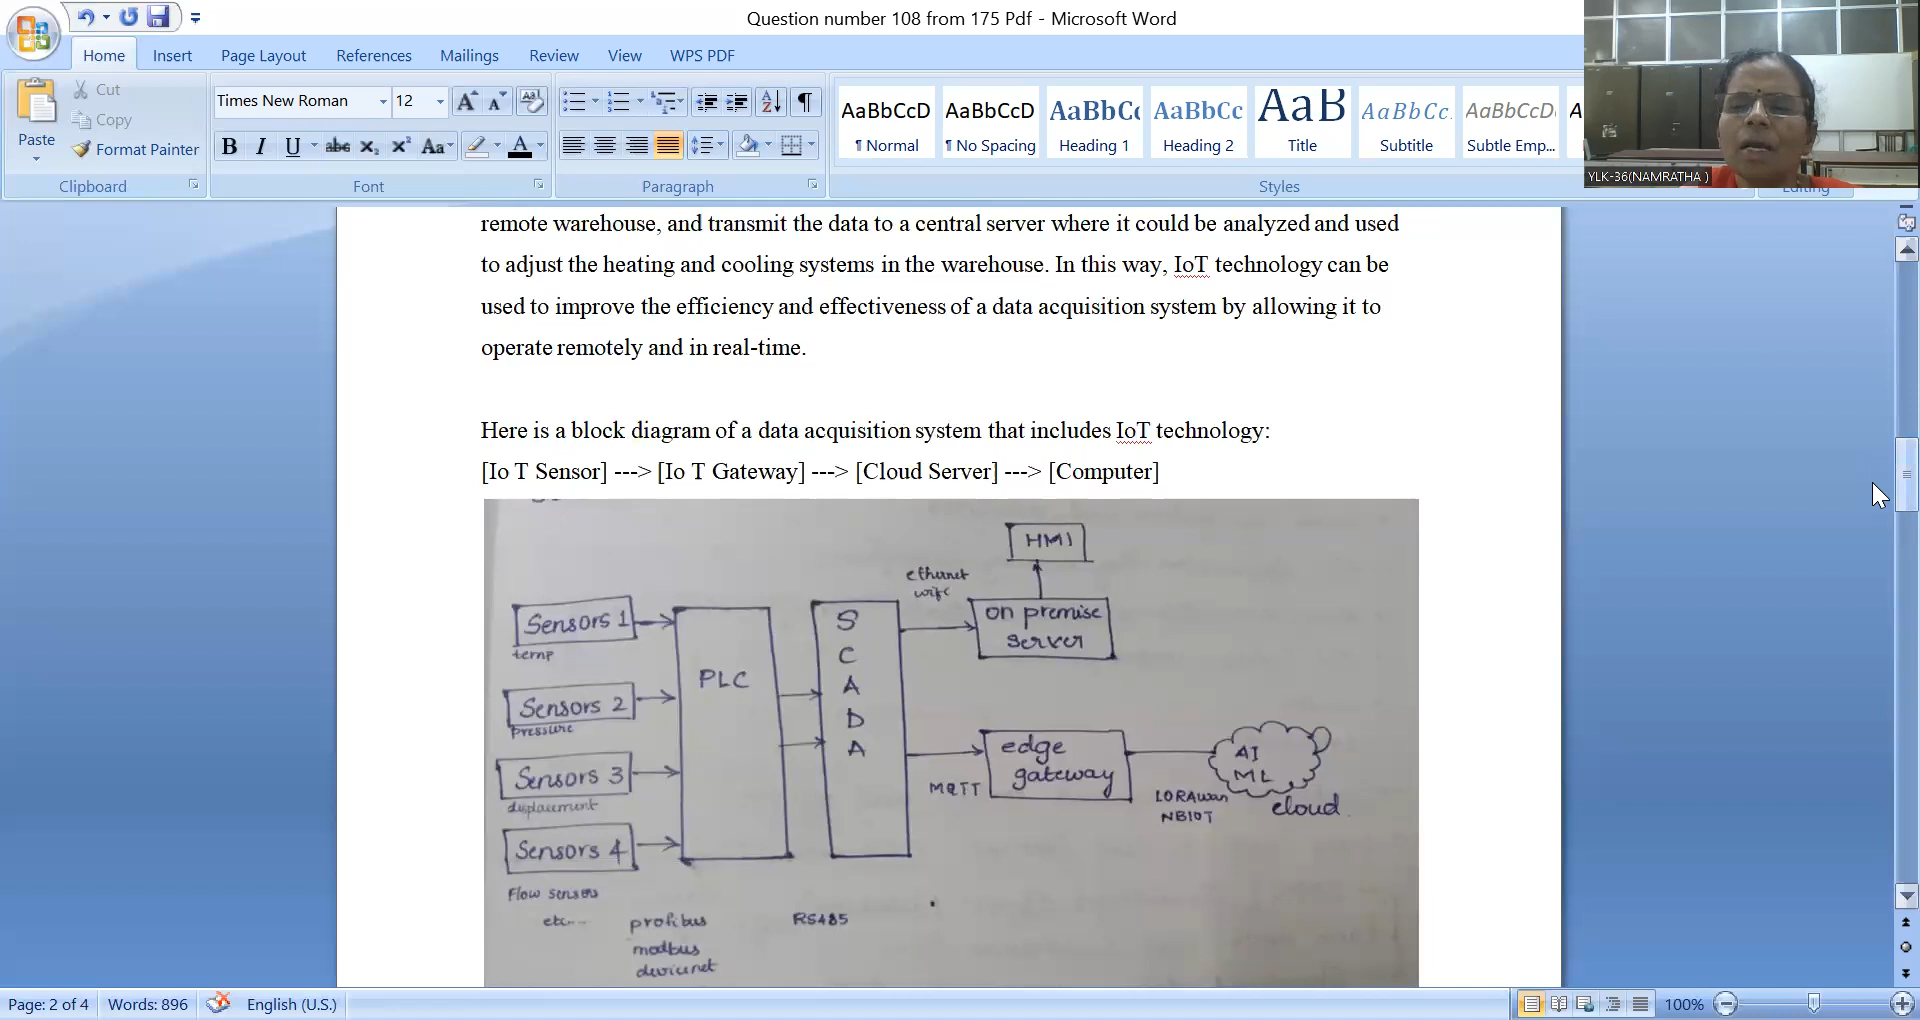 Question number 108 from 175 Pdf - Microsoft Word
Home Insert Page Layout References Mailings Review View WPS PDF
Paste
Cut
Copy
Format Painter
Clipboard
Times New Roman 12
Font
Paragraph
AaBbCcD AaBbCcD AaBbCc AaBbCc AaB AaBbCc. AaBbCcD
¶ Normal ¶ No Spacing Heading 1 Heading 2 Title Subtitle Subtle Emp...
Styles
Editing
YLK-36(NAMRATHA )
remote warehouse, and transmit the data to a central server where it could be analyzed and used
to adjust the heating and cooling systems in the warehouse. In this way, IoT technology can be
used to improve the efficiency and effectiveness of a data acquisition system by allowing it to
operate remotely and in real-time.
Here is a block diagram of a data acquisition system that includes IoT technology:
[Io T Sensor] ---> [Io T Gateway] ---> [Cloud Server] ---> [Computer]
HMI
ethernet
on premise
server
Sensors 1
temp
Sensors 2
pressure
Sensors 3
displacement
Sensors 4
Flow sensors
etc....
PLC
profibus
modbus
devicenet
S
C
A
D
A
RS485
MQTT
edge
gateway
LORAwan
NBIOT
AI
ML
cloud
Page: 2 of 4 Words: 896 English (U.S.) 100%